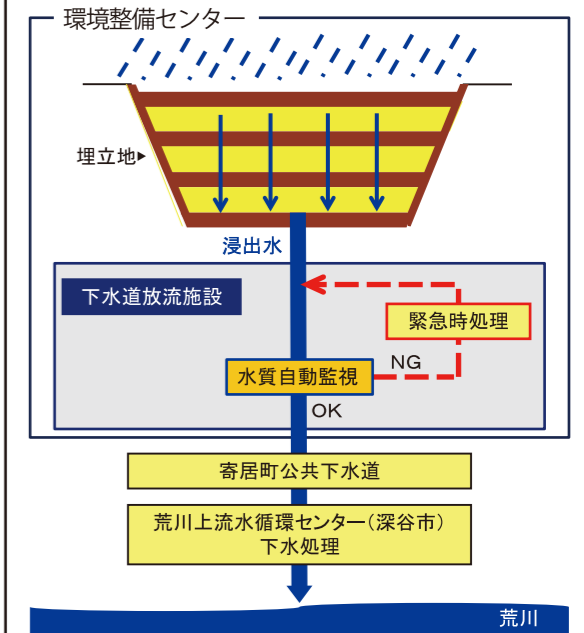 環境整備センター
埋立地▶
浸出水
下水道放流施設
緊急時処理
水質自動監視
NG
OK
寄居町公共下水道
荒川上流水循環センター（深谷市）
下水処理
荒川